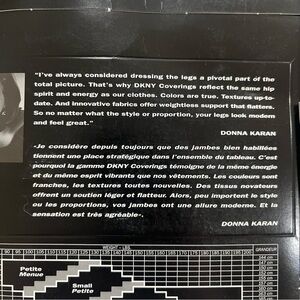 "I've always considered dressing the legs a pivotal part of the
total picture. That's why DKNY Coverings reflect the same hip
spirit and energy as our clothes. Colors are true. Textures up-to-
date. And innovative fabrics offer weightless support that flatters.
So no matter what the style or proportion, your legs look modern
and feel great."
DONNA KARAN
«Je considère depuis toujours que des jambes bien habillées
tiennent une place stratégique dans l'ensemble du tableau. C'est
pourquoi la gamme DKNY Coverings témoigne de la même énergie
et du même esprit vibrants que nos vêtements. Les couleurs sont
franches, les textures toutes nouvelles. Des tissus novateurs
offrent un soutien léger et flatteur. Alors, peu importent le style
ou les proportions, vos jambes ont une allure moderne. Et la
sensation est très agréable».
DONNA KARAN
WEIGHT - LBS.
GRANDEUR
Petite
Menue
Small
Petite